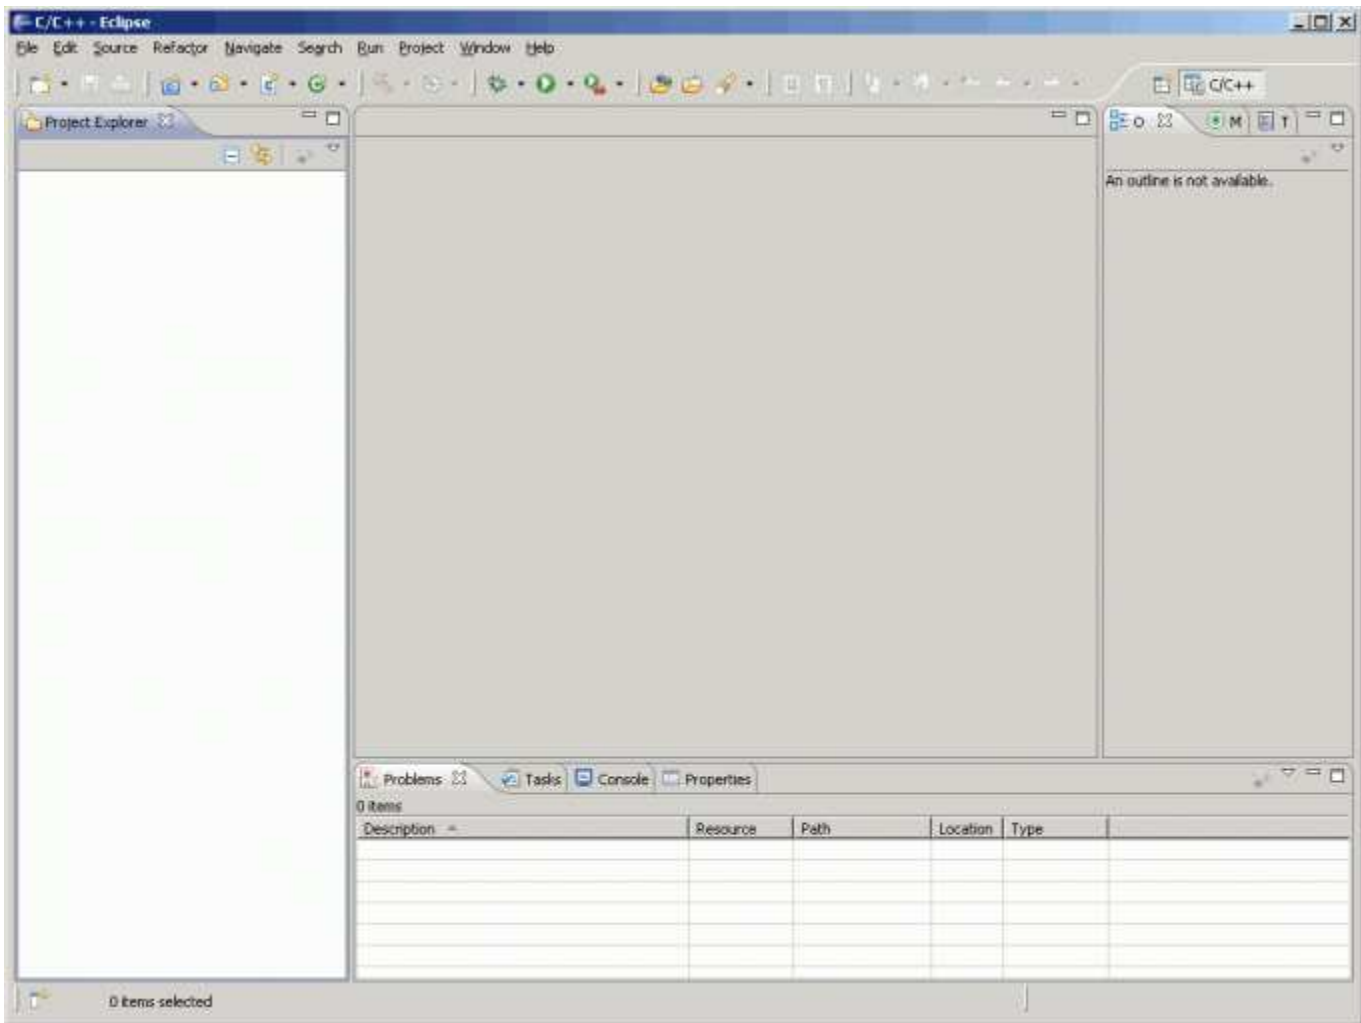 C/C++ - Eclipse
File Edit Source Refactor Navigate Search Run Project Window Help
C/C++
Project Explorer
O M T
An outline is not available.
Problems Tasks Console Properties
0 items
Description Resource Path Location Type
0 items selected